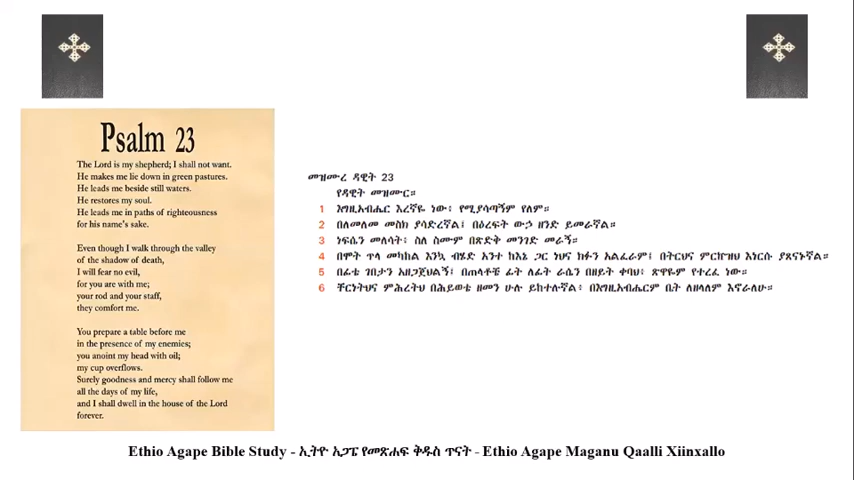 Psalm 23
The Lord is my shepherd; I shall not want.
He makes me lie down in green pastures.
He leads me beside still waters.
He restores my soul.
He leads me in paths of righteousness
for his name's sake.
Even though I walk through the valley
of the shadow of death,
I will fear no evil,
for you are with me;
your rod and your staff,
they comfort me.
You prepare a table before me
in the presence of my enemies;
you anoint my head with oil;
my cup overflows.
Surely goodness and mercy shall follow me
all the days of my life,
and I shall dwell in the house of the Lord
forever.
መዝሙረ ዳዊት 23
የዳዊት መዝሙር።
1 እግዚአብሔር እረኛዬ ነው፥ የሚያሳጣኝም የለም።
2 በለመለመ መስክ ያሳድረኛል፤ በዕረፍት ውኃ ዘንድ ይመራኛል።
3 ነፍሴን መለሳት፥ ስለ ስሙም በጽድቅ መንገድ መራኝ።
4 በሞት ጥላ መካከል እንኳ ብሄድ አንተ ከእኔ ጋር ነህና ክፉን አልፈራም፤ በትርህና ምርኵዝህ እነርሱ ያጸናኑኛል።
5 በፊቴ ገበታን አዘጋጀህልኝ፥ በጠላቶቼ ፊት ለፊት ራሴን በዘይት ቀባህ፥ ጽዋዬም የተረፈ ነው።
6 ቸርነትህና ምሕረትህ በሕይወቴ ዘመን ሁሉ ይከተሉኛል፥ በእግዚአብሔርም ቤት ለዘላለም እኖራለሁ።
Ethio Agape Bible Study - ኢትዮ አጋፔ የመጽሐፍ ቅዱስ ጥናት - Ethio Agape Maganu Qaalli Xiinxallo